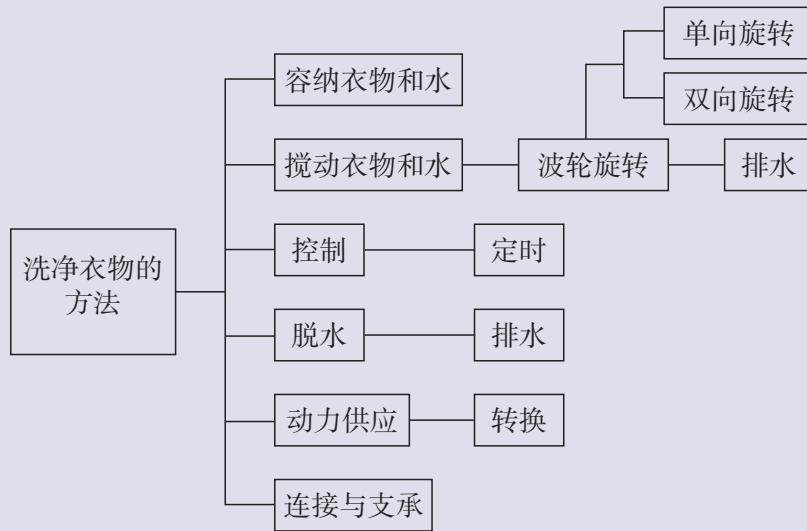 单向旋转
容纳衣物和水
双向旋转
搅动衣物和水
波轮旋转
排水
洗净衣物的
方法
控制
定时
脱水
排水
动力供应
转换
连接与支承